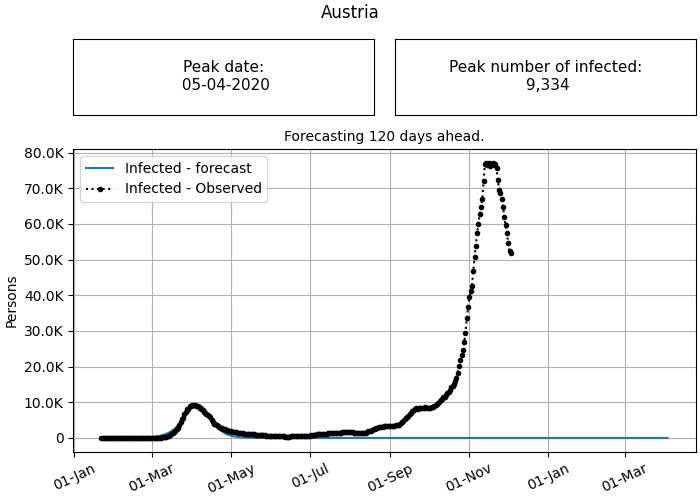 Austria
Peak date:
05-04-2020
Peak number of infected:
9,334
Forecasting 120 days ahead.
Infected - forecast
Infected - Observed
80.0K
70.0K
60.0K
50.0K
40.0K
30.0K
20.0K
10.0K
0
Persons
01-Jan
01-Mar
01-May
01-Jul
01-Sep
01-Nov
01-Jan
01-Mar